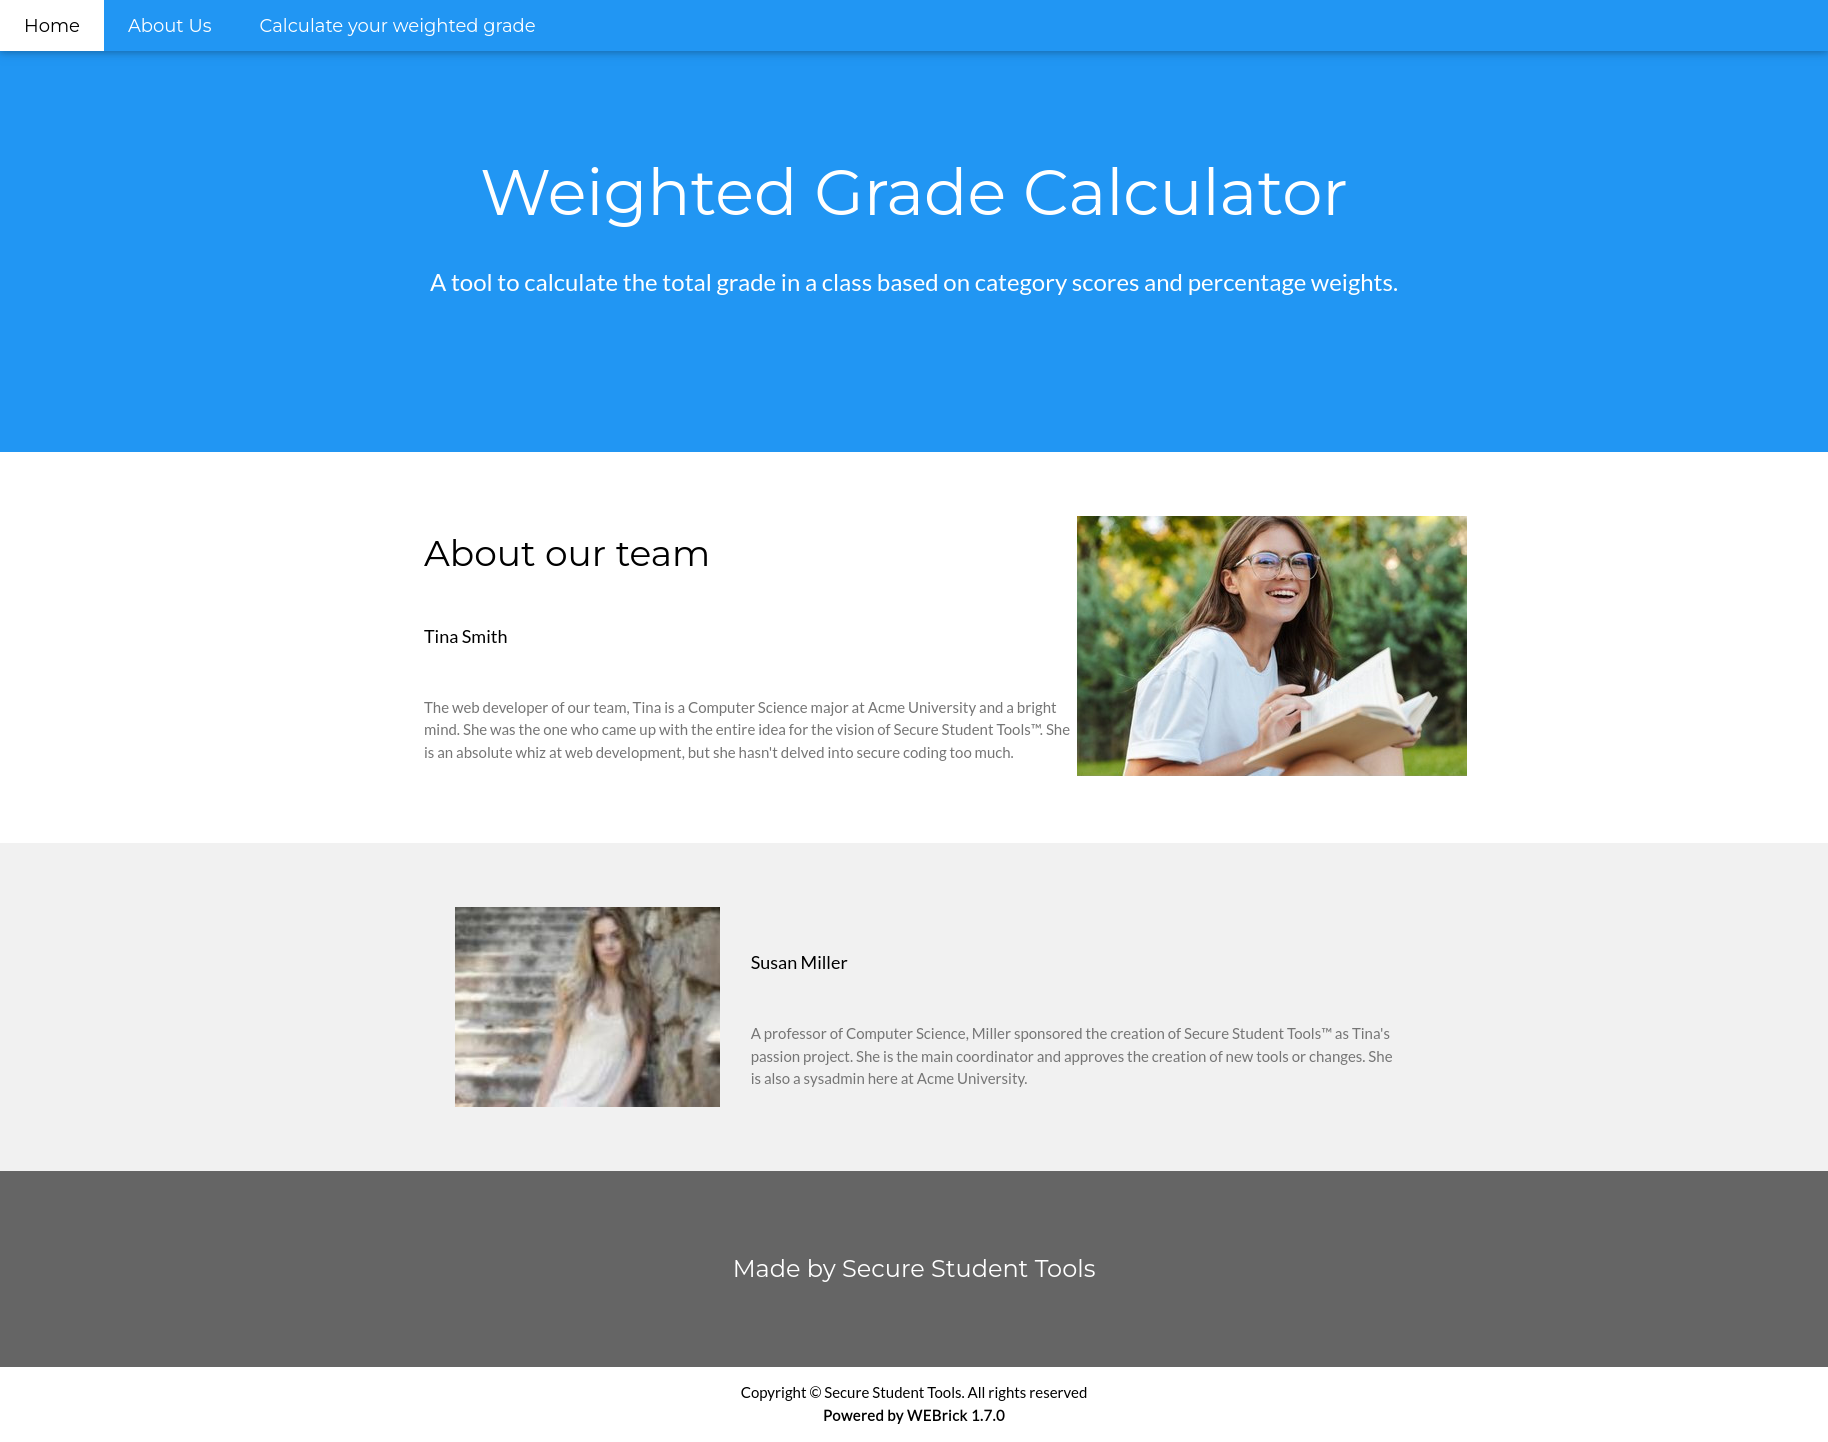 Home About Us Calculate your weighted grade
Weighted Grade Calculator
A tool to calculate the total grade in a class based on category scores and percentage weights.
About our team
Tina Smith
The web developer of our team, Tina is a Computer Science major at Acme University and a bright
mind. She was the one who came up with the entire idea for the vision of Secure Student Tools™. She
is an absolute whiz at web development, but she hasn't delved into secure coding too much.
Susan Miller
A professor of Computer Science, Miller sponsored the creation of Secure Student Tools™ as Tina's
passion project. She is the main coordinator and approves the creation of new tools or changes. She
is also a sysadmin here at Acme University.
Made by Secure Student Tools
Copyright © Secure Student Tools. All rights reserved
Powered by WEBrick 1.7.0